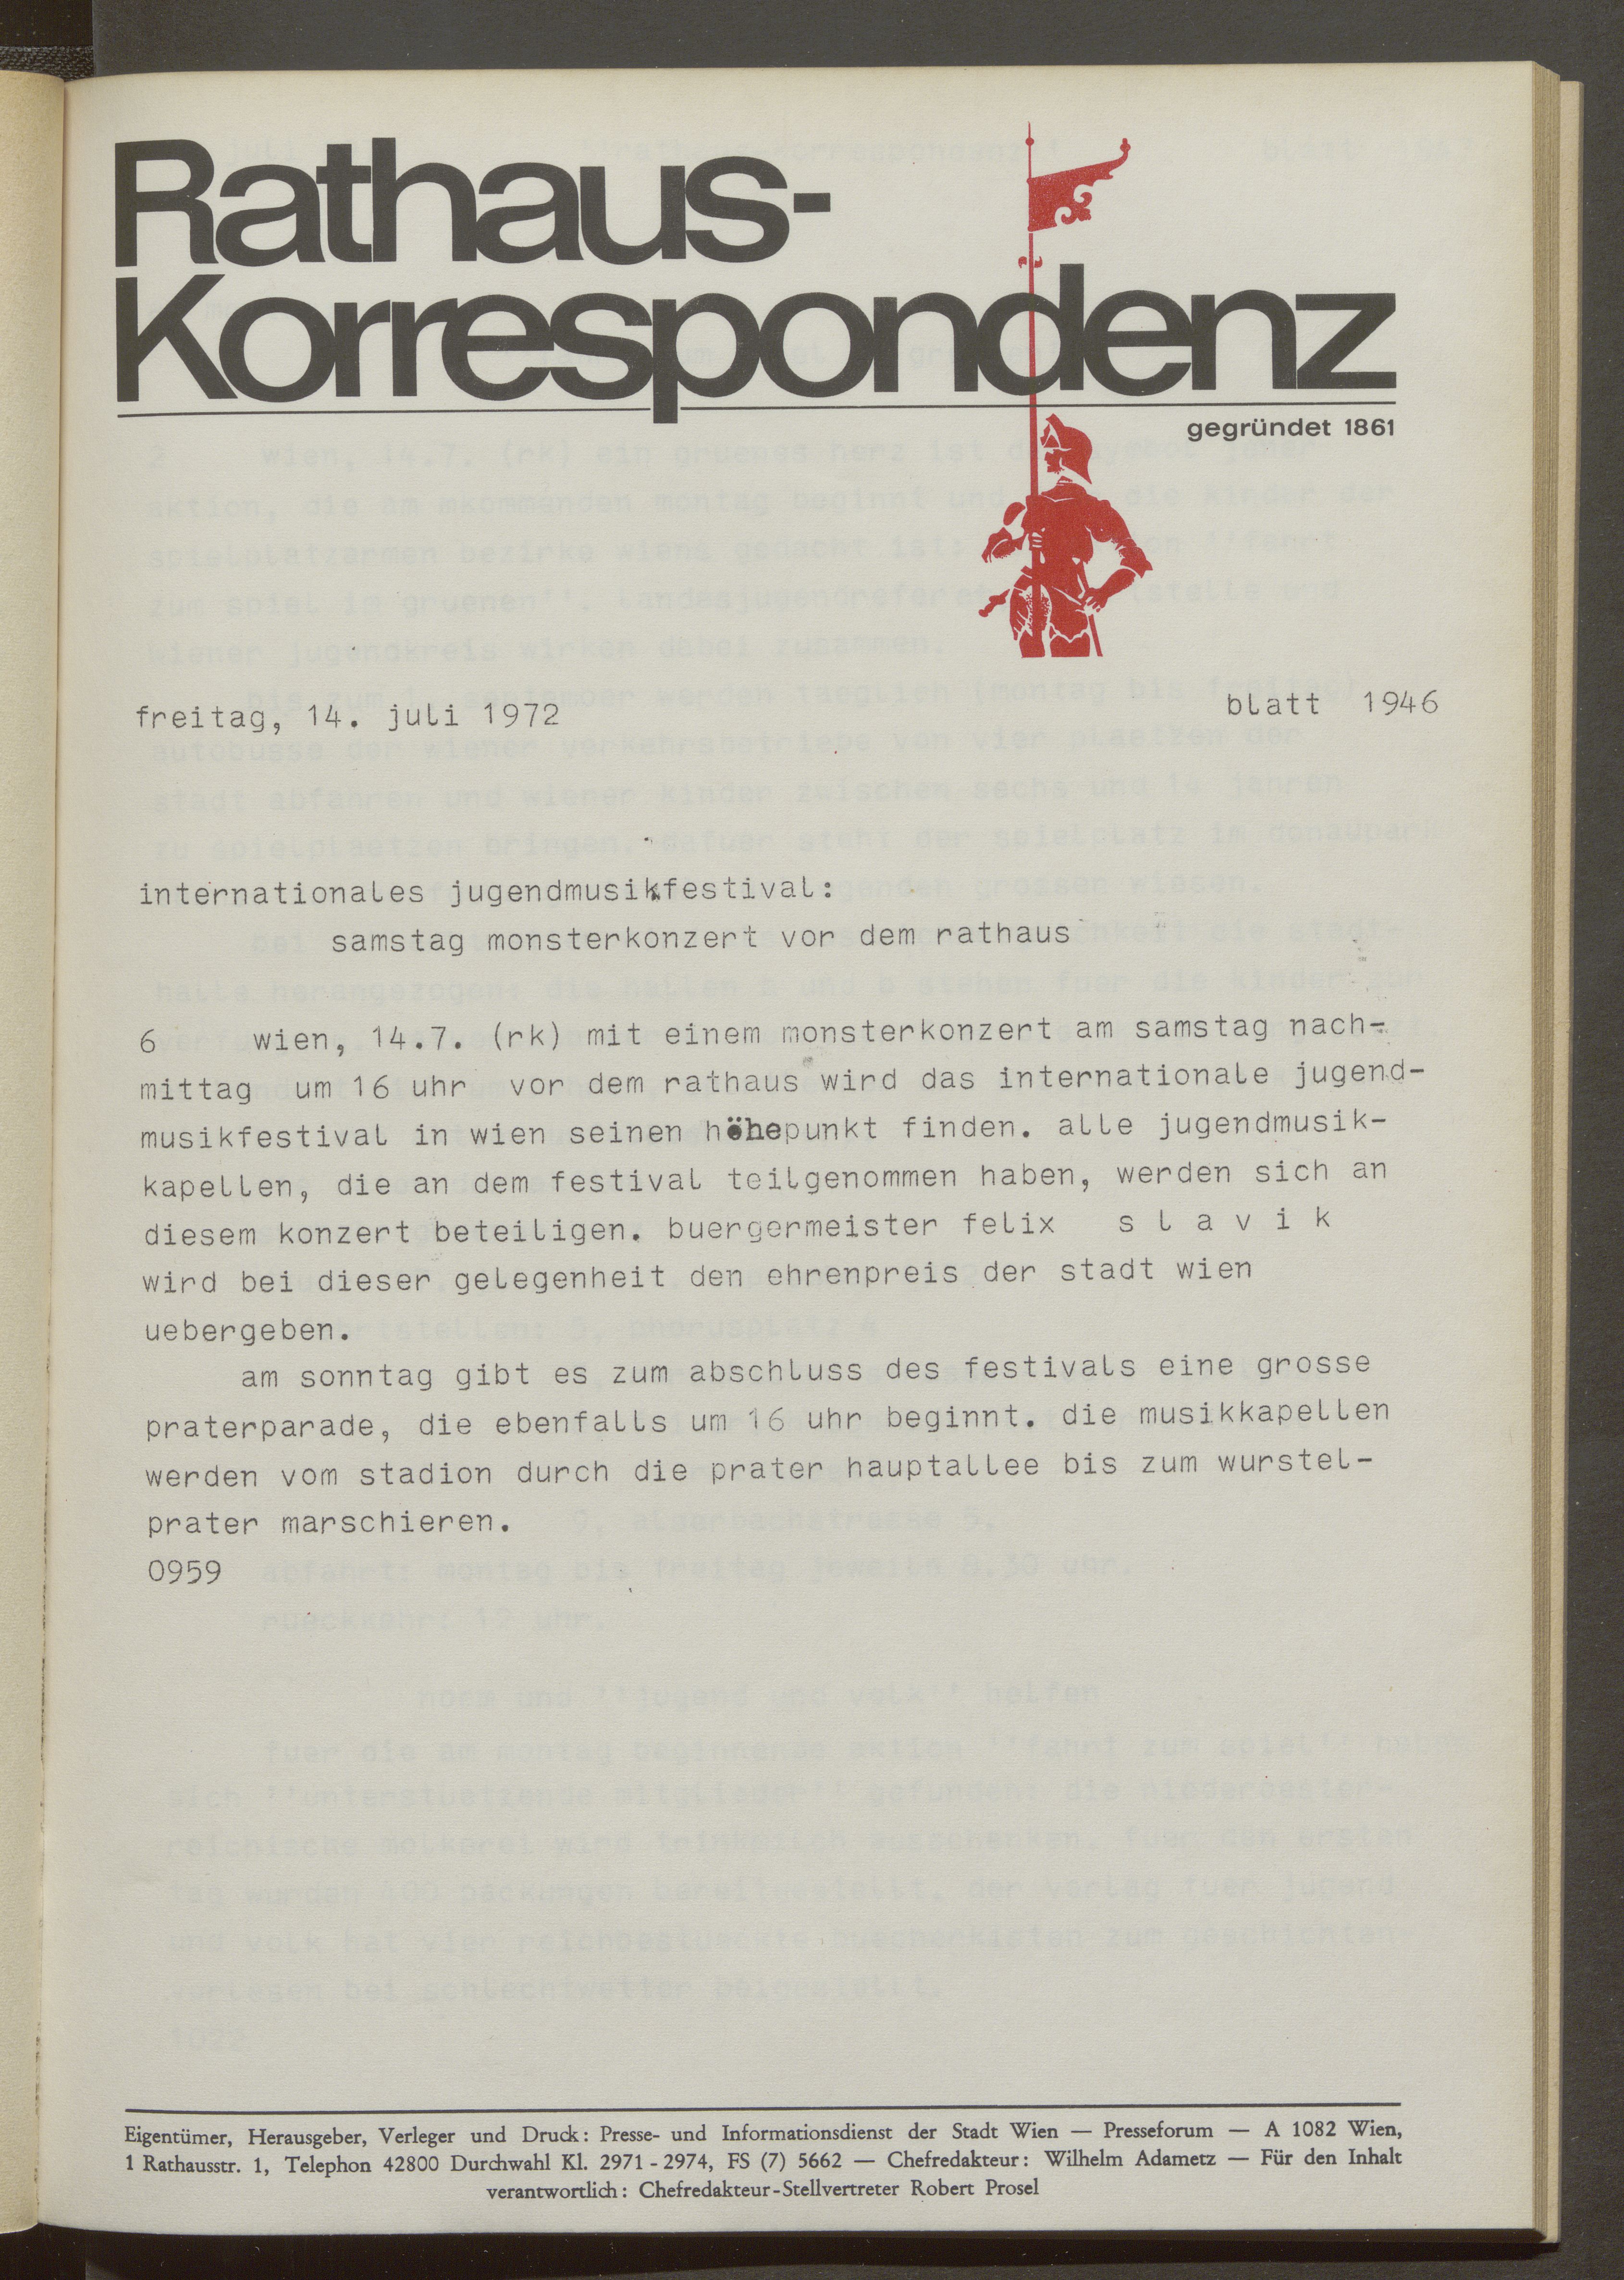 Rathaus-
Korrespondenz
gegründet 1861
freitag, 14. juli 1972 blatt 1946
internationales jugendmusikfestival:
samstag monsterkonzert vor dem rathaus
6 wien, 14.7. (rk) mit einem monsterkonzert am samstag nach-
mittag um 16 uhr vor dem rathaus wird das internationale jugend-
musikfestival in wien seinen höhepunkt finden. alle jugendmusik-
kapellen, die an dem festival teilgenommen haben, werden sich an
diesem konzert beteiligen. buergermeister felix s l a v i k
wird bei dieser gelegenheit den ehrenpreis der stadt wien
uebergeben.
am sonntag gibt es zum abschluss des festivals eine grosse
praterparade, die ebenfalls um 16 uhr beginnt. die musikkapellen
werden vom stadion durch die prater hauptallee bis zum wurstel-
prater marschieren.
0959
Eigentümer, Herausgeber, Verleger und Druck: Presse- und Informationsdienst der Stadt Wien — Presseforum — A 1082 Wien,
1 Rathausstr. 1, Telephon 42800 Durchwahl Kl. 2971 - 2974, FS (7) 5662 — Chefredakteur: Wilhelm Adametz — Für den Inhalt
verantwortlich: Chefredakteur-Stellvertreter Robert Prosel